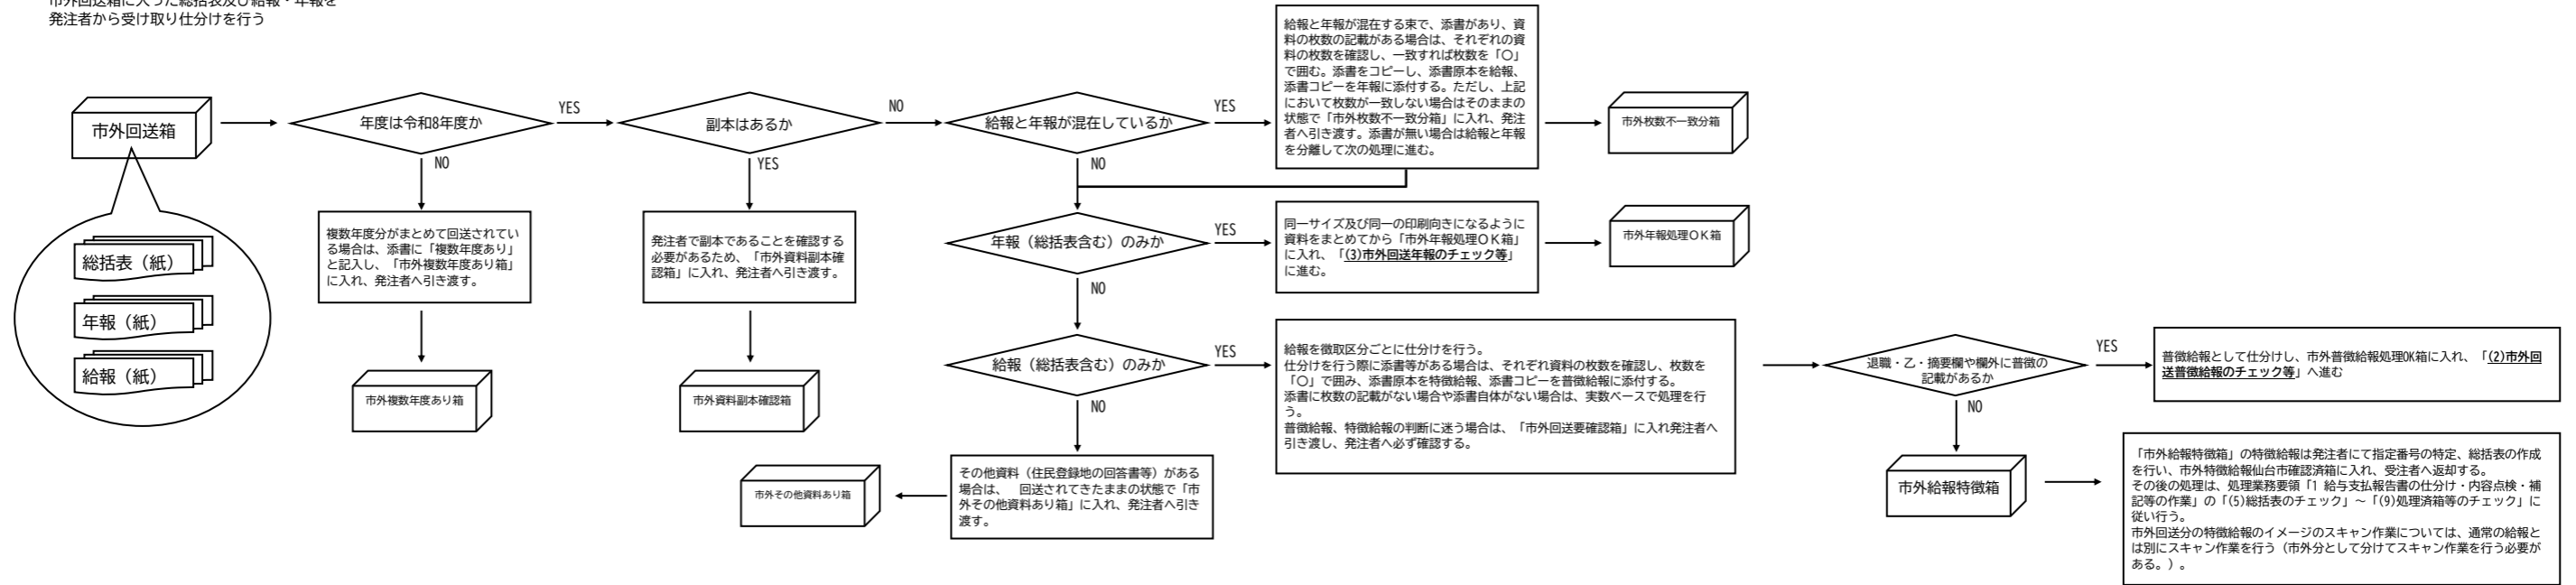 市外回送箱に入った総括表及び給報・年報を
発注者から受け取り仕分けを行う
市外回送箱
総括表（紙）
年報（紙）
給報（紙）
年度は令和8年度か
YES
NO
複数年度分がまとめて回送されてい
る場合は、添書に「複数年度あり」
と記入し、「市外複数年度あり箱」
に入れ、発注者へ引き渡す。
市外複数年度あり箱
副本はあるか
NO
YES
発注者で副本であることを確認する
必要があるため、「市外資料副本確
認箱」に入れ、発注者へ引き渡す。
市外資料副本確認箱
給報と年報が混在しているか
YES
NO
給報と年報が混在する束で、添書があり、資
料の枚数の記載がある場合は、それぞれの資
料の枚数を確認し、一致すれば枚数を「〇」
で囲む。添書をコピーし、添書原本を給報、
添書コピーを年報に添付する。ただし、上記
において枚数が一致しない場合はそのままの
状態で「市外枚数不一致分箱」に入れ、発注
者へ引き渡す。添書が無い場合は給報と年報
を分離して次の処理に進む。
市外枚数不一致分箱
年報（総括表含む）のみか
YES
NO
同一サイズ及び同一の印刷向きになるように
資料をまとめてから「市外年報処理ＯＫ箱」
に入れ、「(3)市外回送年報のチェック等」
に進む。
市外年報処理ＯＫ箱
給報（総括表含む）のみか
YES
NO
給報を徴取区分ごとに仕分けを行う。
仕分けを行う際に添書等がある場合は、それぞれ資料の枚数を確認し、枚数を
「〇」で囲み、添書原本を特徴給報、添書コピーを普徴給報に添付する。
添書に枚数の記載がない場合や添書自体がない場合は、実数ベースで処理を行
う。
普徴給報、特徴給報の判断に迷う場合は、「市外回送要確認箱」に入れ発注者へ
引き渡し、発注者へ必ず確認する。
その他資料（住民登録地の回答書等）がある
場合は、　回送されてきたままの状態で「市
外その他資料あり箱」に入れ、発注者へ引き
渡す。
市外その他資料あり箱
退職・乙・摘要欄や欄外に普徴の
記載があるか
YES
NO
普徴給報として仕分けし、市外普徴給報処理OK箱に入れ、「(2)市外回
送普徴給報のチェック等」へ進む
市外給報特徴箱
「市外給報特徴箱」の特徴給報は発注者にて指定番号の特定、総括表の作成
を行い、市外特徴給報仙台市確認済箱に入れ、受注者へ返却する。
その後の処理は、処理業務要領「1 給与支払報告書の仕分け・内容点検・補
記等の作業」の「(5)総括表のチェック」～「(9)処理済箱等のチェック」に
従い行う。
市外回送分の特徴給報のイメージのスキャン作業については、通常の給報と
は別にスキャン作業を行う（市外分として分けてスキャン作業を行う必要が
ある。）。